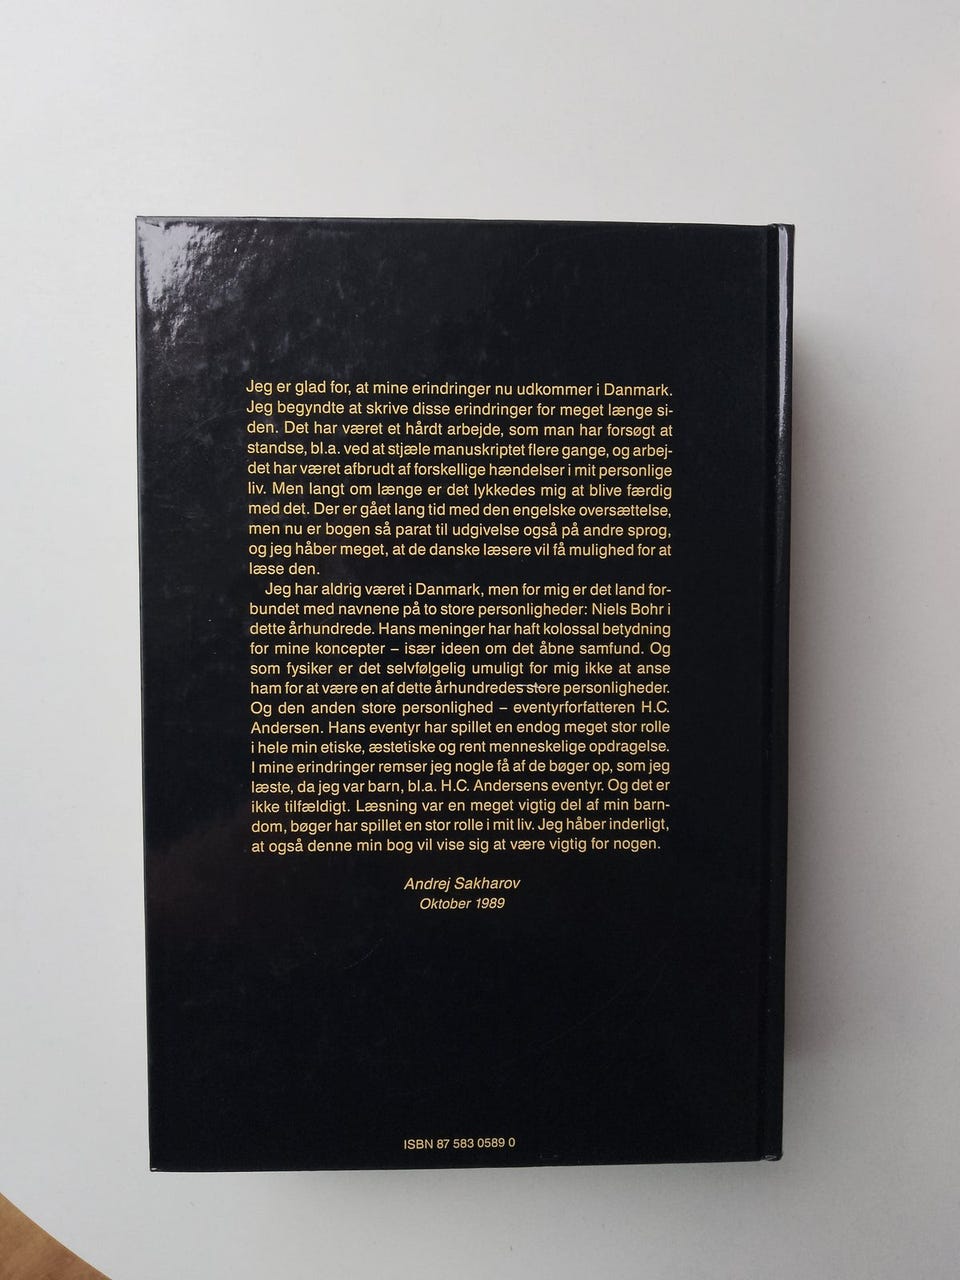 Jeg er glad for, at mine erindringer nu udkommer i Danmark.
Jeg begyndte at skrive disse erindringer for meget længe si-
den. Det har været et hårdt arbejde, som man har forsøgt at
standse, bl.a. ved at stjæle manuskriptet flere gange, og arbej-
det har været afbrudt af forskellige hændelser i mit personlige
liv. Men langt om længe er det lykkedes mig at blive færdig
med det. Der er gået lang tid med den engelske oversættelse,
men nu er bogen så parat til udgivelse også på andre sprog,
og jeg håber meget, at de danske læsere vil få mulighed for at
læse den.
Jeg har aldrig været i Danmark, men for mig er det land for-
bundet med navnene på to store personligheder: Niels Bohr i
dette århundrede. Hans meninger har haft kolossal betydning
for mine koncepter – især ideen om det åbne samfund. Og
som fysiker er det selvfølgelig umuligt for mig ikke at anse
ham for at være en af dette århundredes store personligheder.
Og den anden store personlighed – eventyrforfatteren H.C.
Andersen. Hans eventyr har spillet en endog meget stor rolle
i hele min etiske, æstetiske og rent menneskelige opdragelse.
I mine erindringer remser jeg nogle få af de bøger op, som jeg
læste, da jeg var barn, bl.a. H.C. Andersens eventyr. Og det er
ikke tilfældigt. Læsning var en meget vigtig del af min barn-
dom, bøger har spillet en stor rolle i mit liv. Jeg håber inderligt,
at også denne min bog vil vise sig at være vigtig for nogen.
Andrej Sakharov
Oktober 1989
ISBN 87 583 0589 0